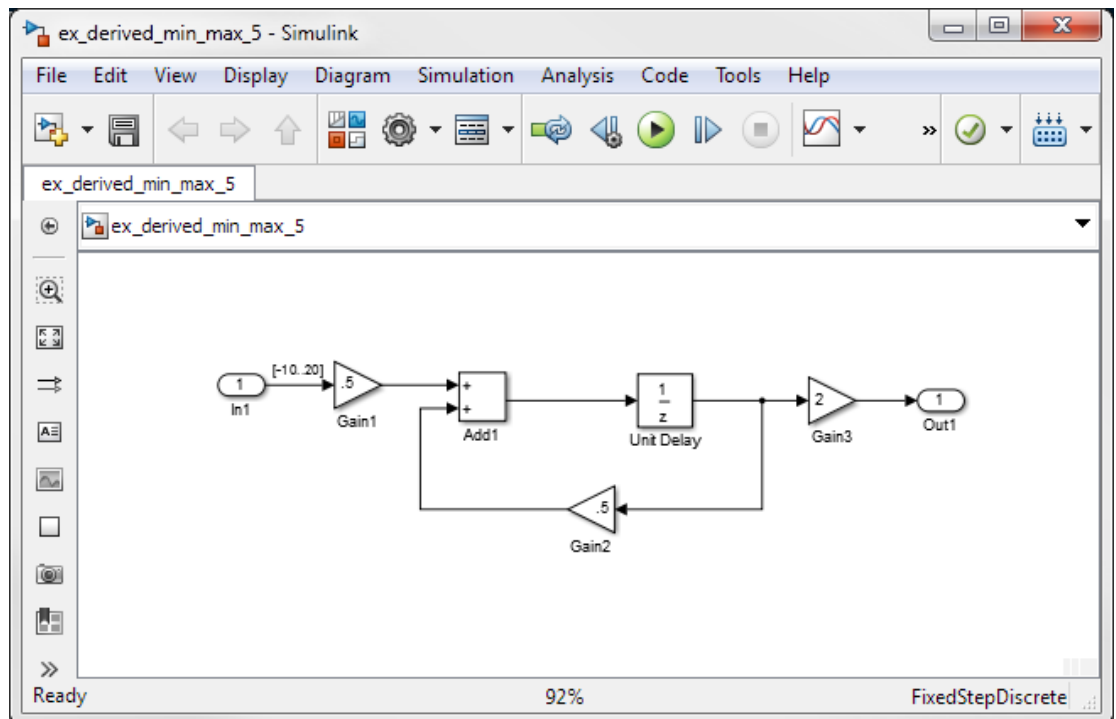 ex_derived_min_max_5 - Simulink
File Edit View Display Diagram Simulation Analysis Code Tools Help
»
ex_derived_min_max_5
ex_derived_min_max_5
[-10..20]
1
In1
.5
Gain1
+
+
Add1
1
z
Unit Delay
2
Gain3
1
Out1
.5
Gain2
A
»
Ready 92% FixedStepDiscrete